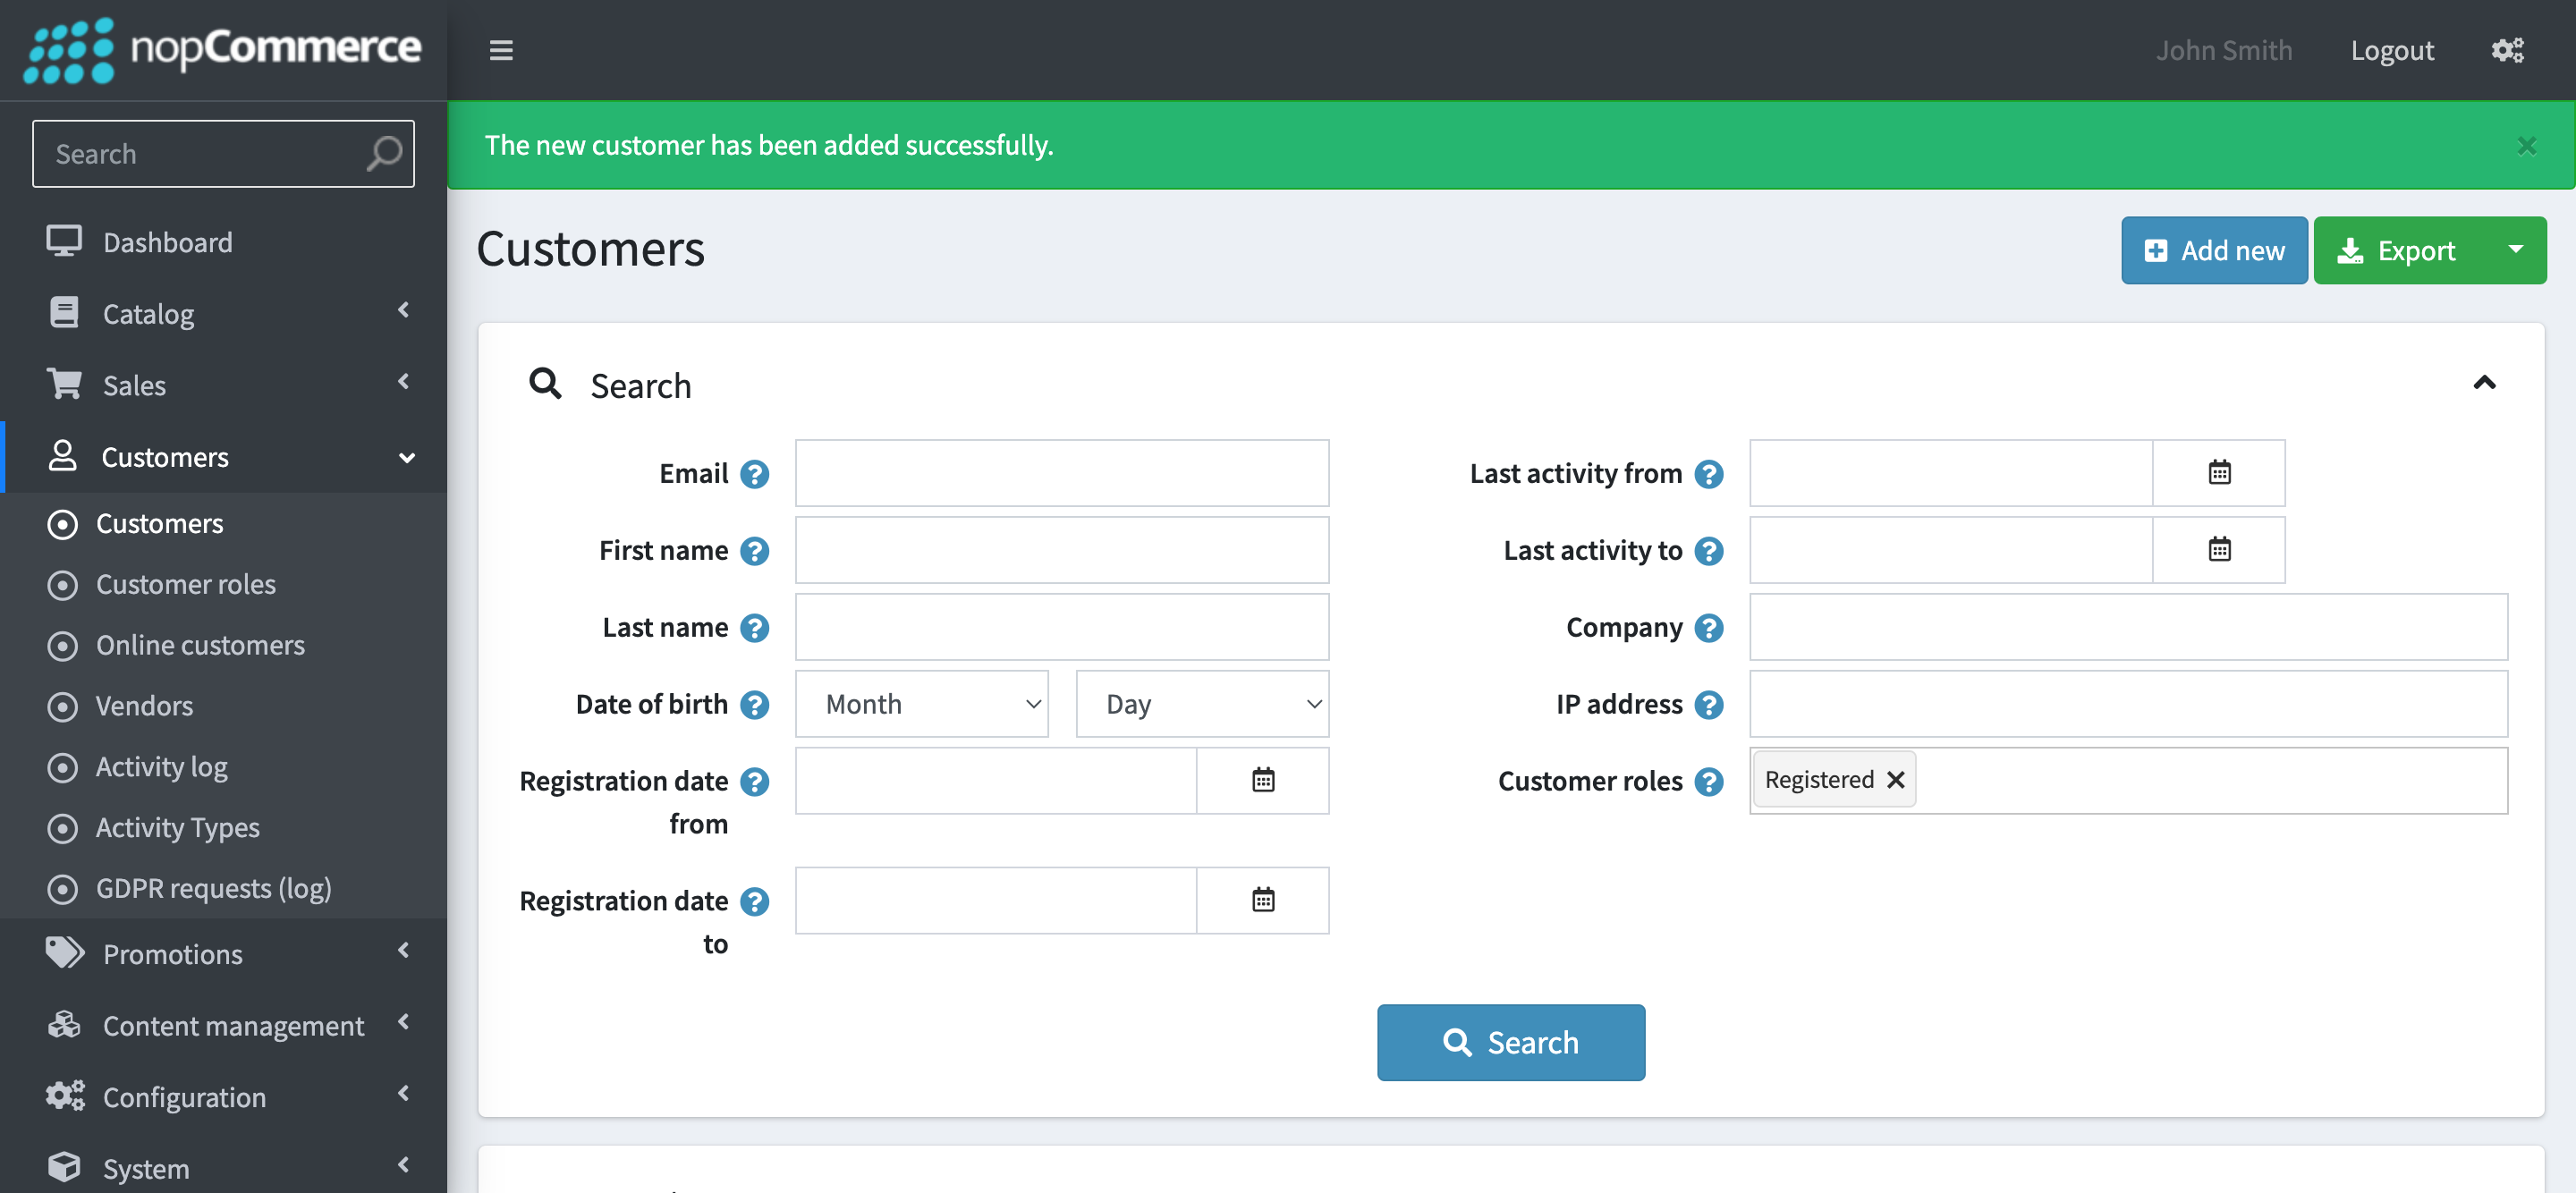 nopCommerce
John Smith
Logout
Search
The new customer has been added successfully.
Dashboard
Catalog
Sales
Customers
Customers
Customer roles
Online customers
Vendors
Activity log
Activity Types
GDPR requests (log)
Promotions
Content management
Configuration
System
Customers
Add new
Export
Search
Email
First name
Last name
Date of birth
Month
Day
Registration date
from
Registration date
to
Last activity from
Last activity to
Company
IP address
Customer roles
Registered
Search